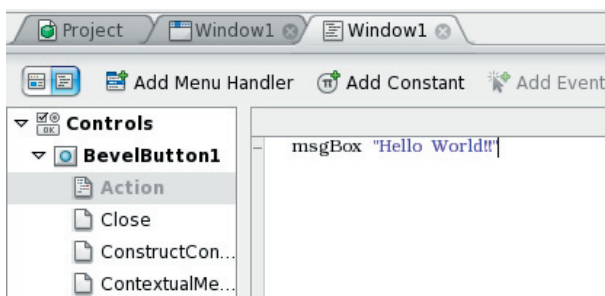 Project Window1 Window1
Add Menu Handler Add Constant Add Event
Controls
BevelButton1
Action
Close
ConstructCon...
ContextualMe...
msgBox "Hello World!!"